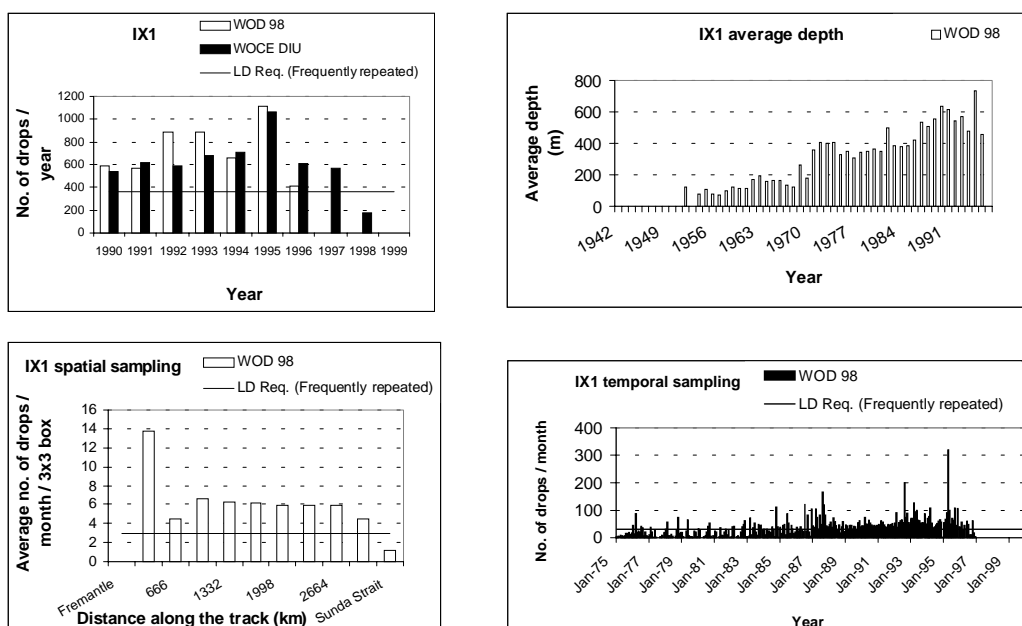 IX1
WOD 98
WOCE DIU
LD Req. (Frequently repeated)
No. of drops /
year
1200
1000
800
600
400
200
0
1990 1991 1992 1993 1994 1995 1996 1997 1998 1999
Year
IX1 average depth
WOD 98
Average depth
(m)
800
600
400
200
0
1942 1949 1956 1963 1970 1977 1984 1991
Year
IX1 spatial sampling
WOD 98
LD Req. (Frequently repeated)
Average no. of drops /
month / 3x3 box
16
14
12
10
8
6
4
2
0
Fremantle 666 1332 1998 2664 Sunda Strait
Distance along the track (km)
IX1 temporal sampling
WOD 98
LD Req. (Frequently repeated)
No. of drops / month
400
300
200
100
0
Jan-75 Jan-77 Jan-79 Jan-81 Jan-83 Jan-85 Jan-87 Jan-89 Jan-91 Jan-93 Jan-95 Jan-97 Jan-99
Year